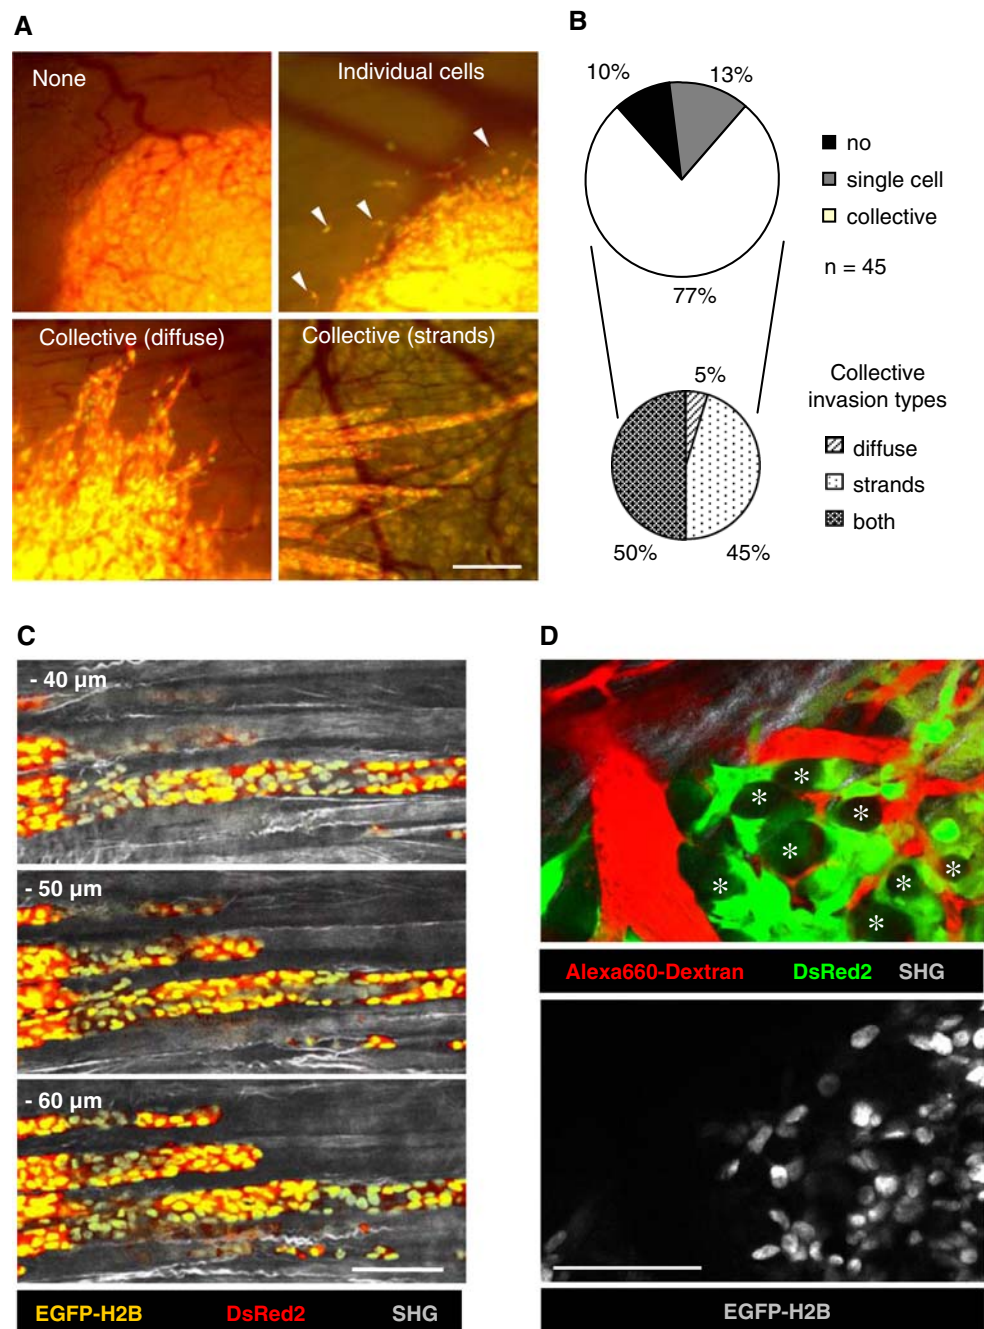 A
None
Individual cells
Collective (diffuse)
Collective (strands)
B
10%
13%
no
single cell
collective
n = 45
77%
5%
Collective
invasion types
diffuse
strands
both
50%
45%
C
- 40 µm
- 50 µm
- 60 µm
EGFP-H2B DsRed2 SHG
D
* * * * * * * *
Alexa660-Dextran DsRed2 SHG
EGFP-H2B